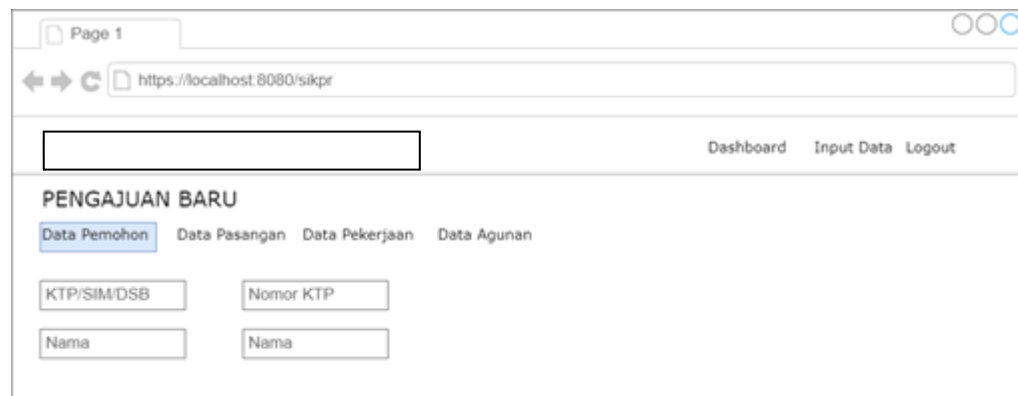 Page 1
https://localhost:8080/sikpr
Dashboard Input Data Logout
PENGAJUAN BARU
Data Pemohon Data Pasangan Data Pekerjaan Data Agunan
KTP/SIM/DSB Nomor KTP
Nama Nama